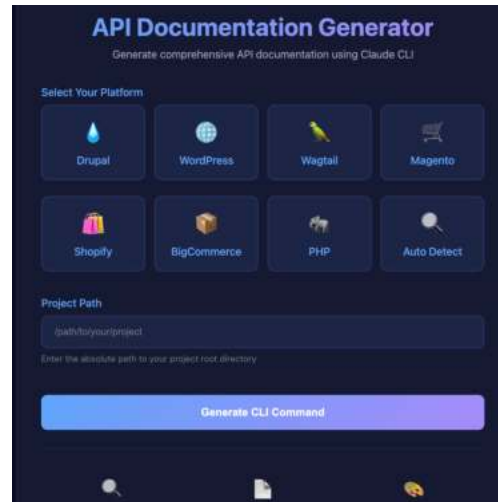 API Documentation Generator
Generate comprehensive API documentation using Claude CLI
Select Your Platform
Drupal
WordPress
Wagtail
Magento
Shopify
BigCommerce
PHP
Auto Detect
Project Path
/path/to/your/project
Enter the absolute path to your project root directory
Generate CLI Command